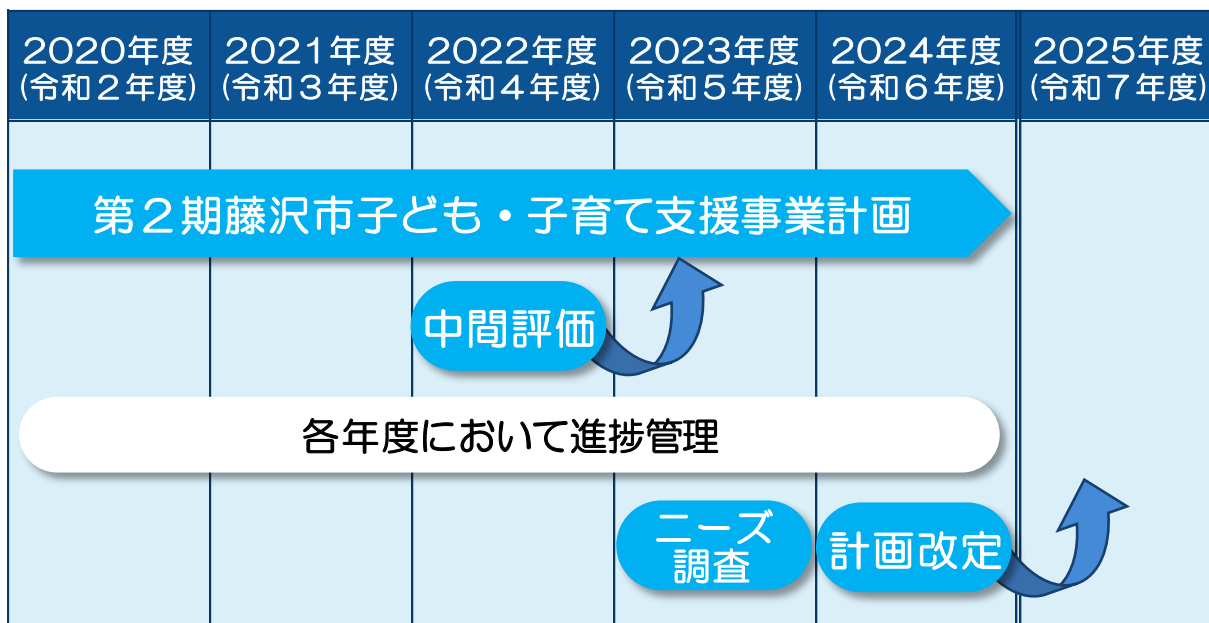 2020年度
(令和２年度)
2021年度
(令和３年度)
2022年度
(令和４年度)
2023年度
(令和５年度)
2024年度
(令和６年度)
2025年度
(令和７年度)
第２期藤沢市子ども・子育て支援事業計画
中間評価
各年度において進捗管理
ニーズ
調査
計画改定